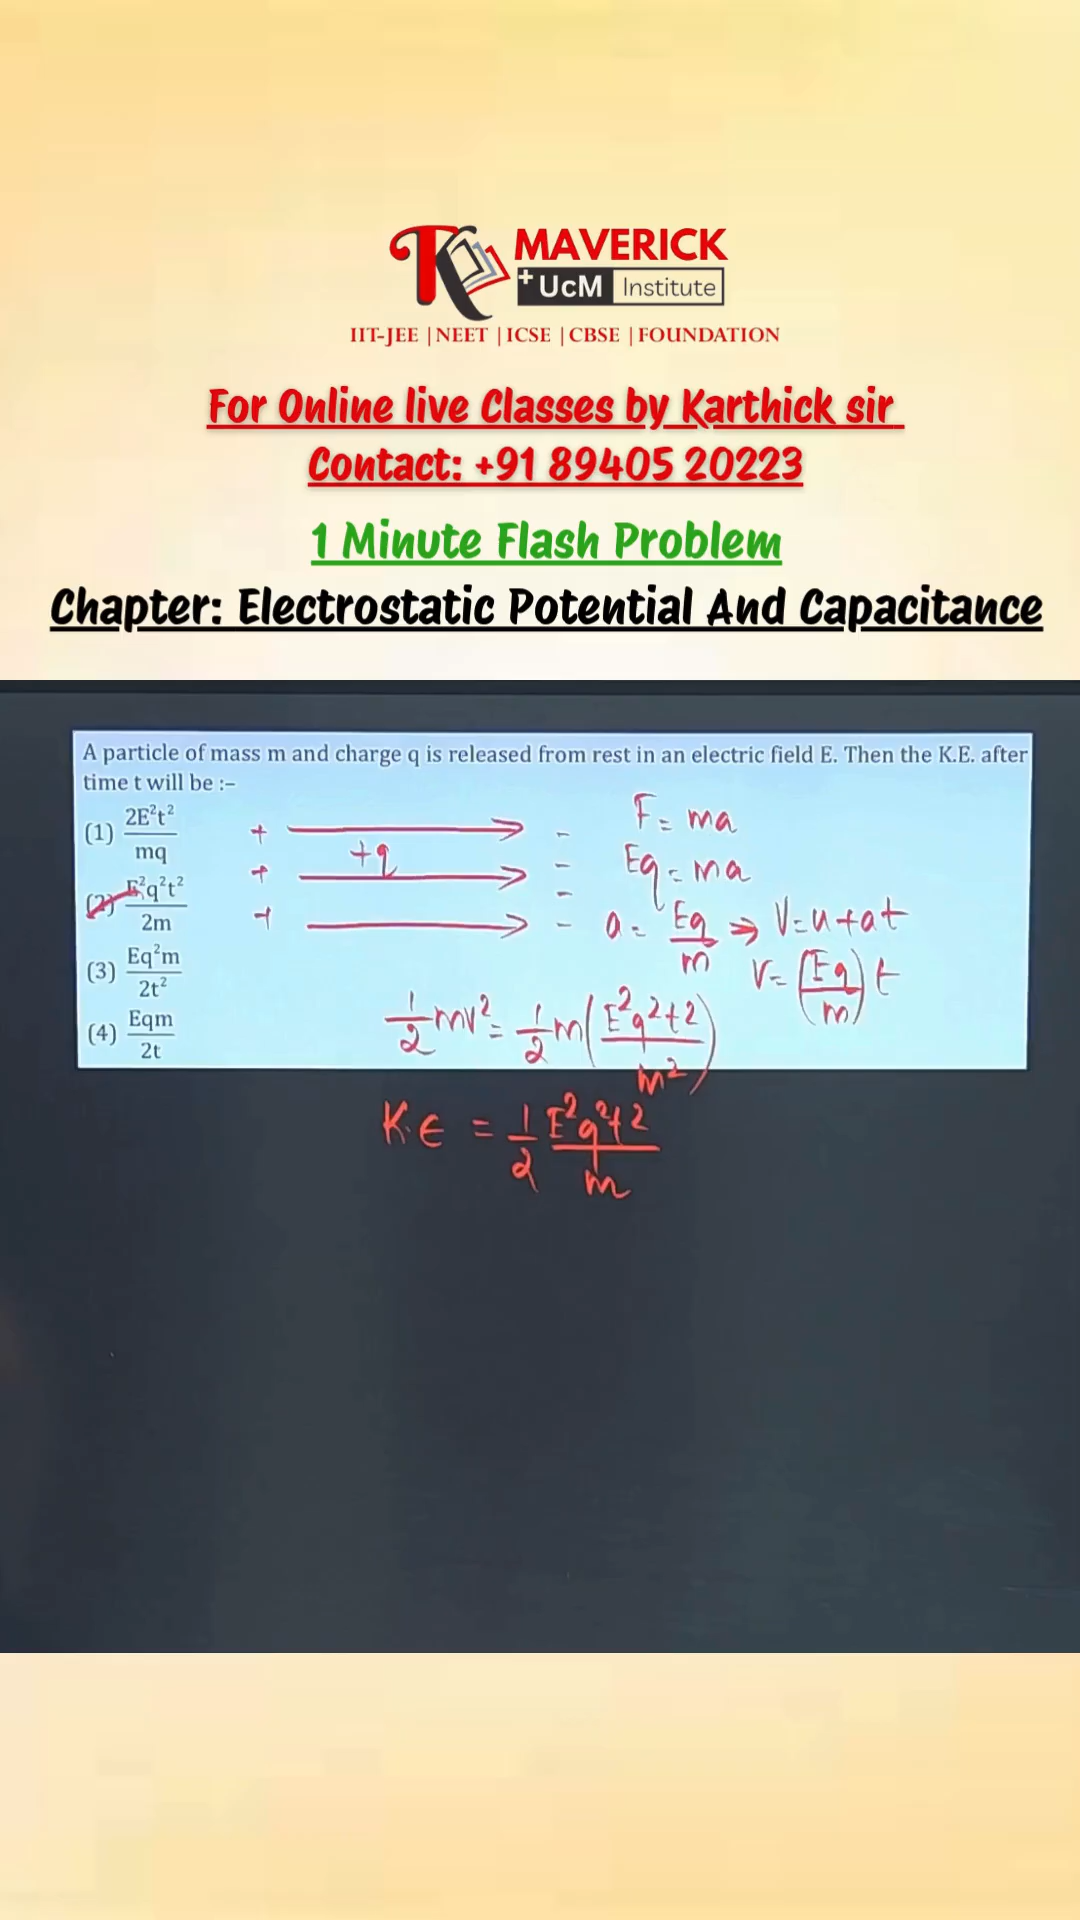 MAVERICK
+ UcM Institute
IIT-JEE | NEET | ICSE | CBSE | FOUNDATION
For Online live Classes by Karthick sir
Contact: +91 89405 20223
1 Minute Flash Problem
Chapter: Electrostatic Potential And Capacitance
A particle of mass m and charge q is released from rest in an electric field E. Then the K.E. after
time t will be :–
(1) 2E²t² / mq
(2) E²q²t² / 2m
(3) Eq²m / 2t²
(4) Eqm / 2t
+ –
+q
+ –
–
+ –
F = ma
Eq = ma
a = Eq / m ⇒ V = u + at
V = (Eq / m) t
1/2 mv² = 1/2 m (E²q²t² / m²)
K.E = 1/2 E²q²t² / m